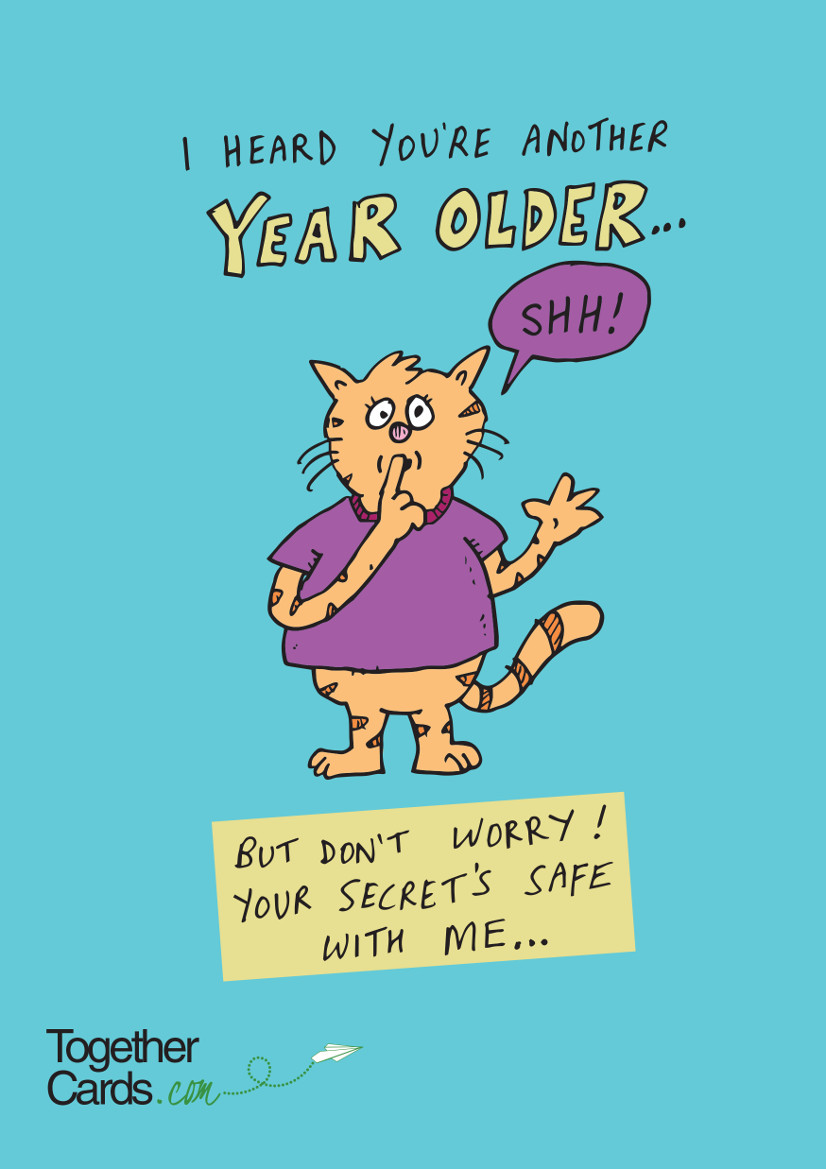 I HEARD YOU'RE ANOTHER
YEAR OLDER...
SHH!
BUT DON'T WORRY!
YOUR SECRET'S SAFE
WITH ME...
Together
Cards.com